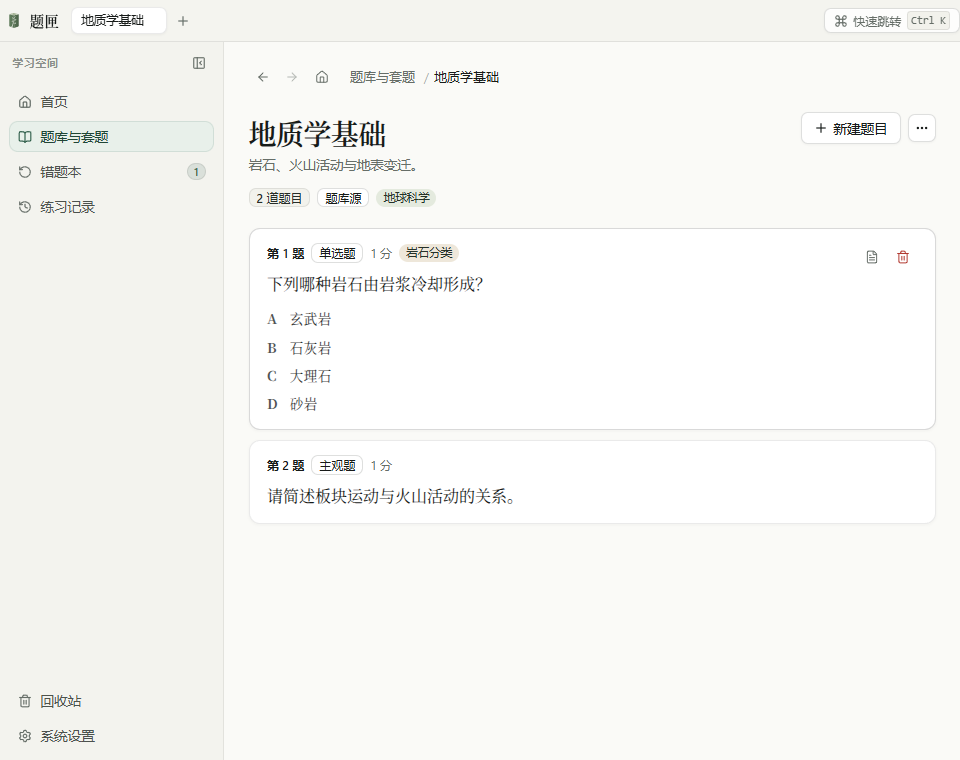 题匣 地质学基础 快速跳转 Ctrl K
学习空间
首页
题库与套题
错题本 1
练习记录
回收站
系统设置
题库与套题 / 地质学基础
地质学基础
新建题目
岩石、火山活动与地表变迁。
2 道题目 题库源 地球科学
第 1 题 单选题 1 分 岩石分类
下列哪种岩石由岩浆冷却形成？
A 玄武岩
B 石灰岩
C 大理石
D 砂岩
第 2 题 主观题 1 分
请简述板块运动与火山活动的关系。